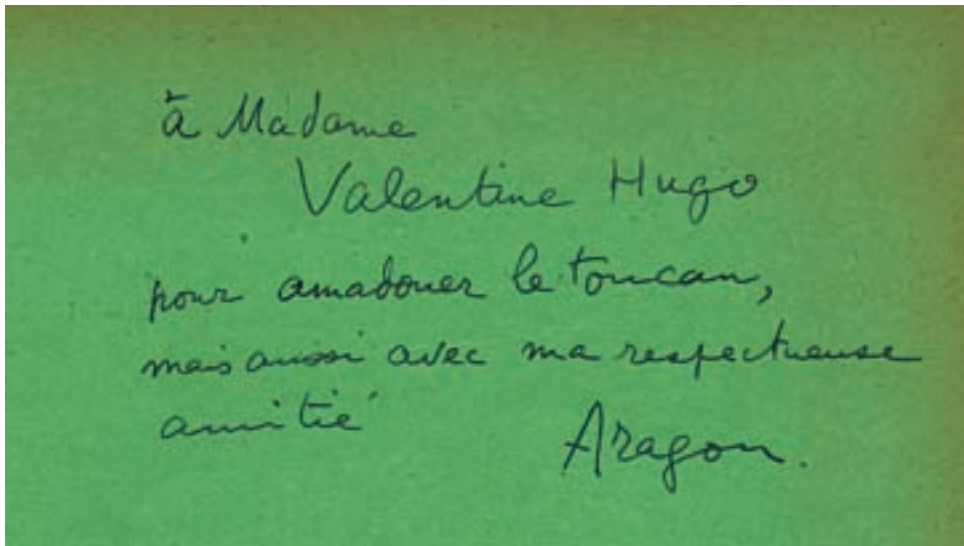 à Madame
Valentine Hugo
pour amadouer le toucan,
mais aussi avec ma respectueuse
amitié
Aragon.